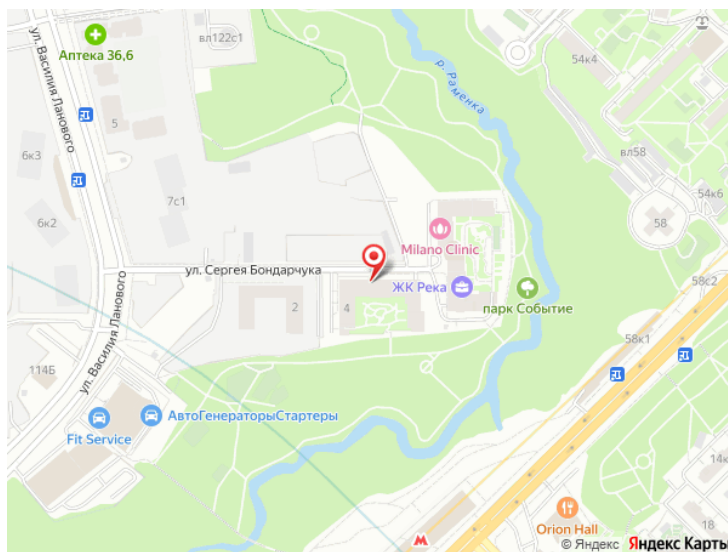 Аптека 36,6
вл122с1
ул. Василия Ланового
5
6к3
7с1
6к2
р. Раменка
54к4
вл58
54к6
58
Milano Clinic
ул. Сергея Бондарчука
ЖК Река
парк Событие
58с2
2
4
58к1
114Б
ул. Василия Ланового
АвтоГенераторыСтартеры
Fit Service
14к
18
Orion Hall
© Яндекс Яндекс Карты